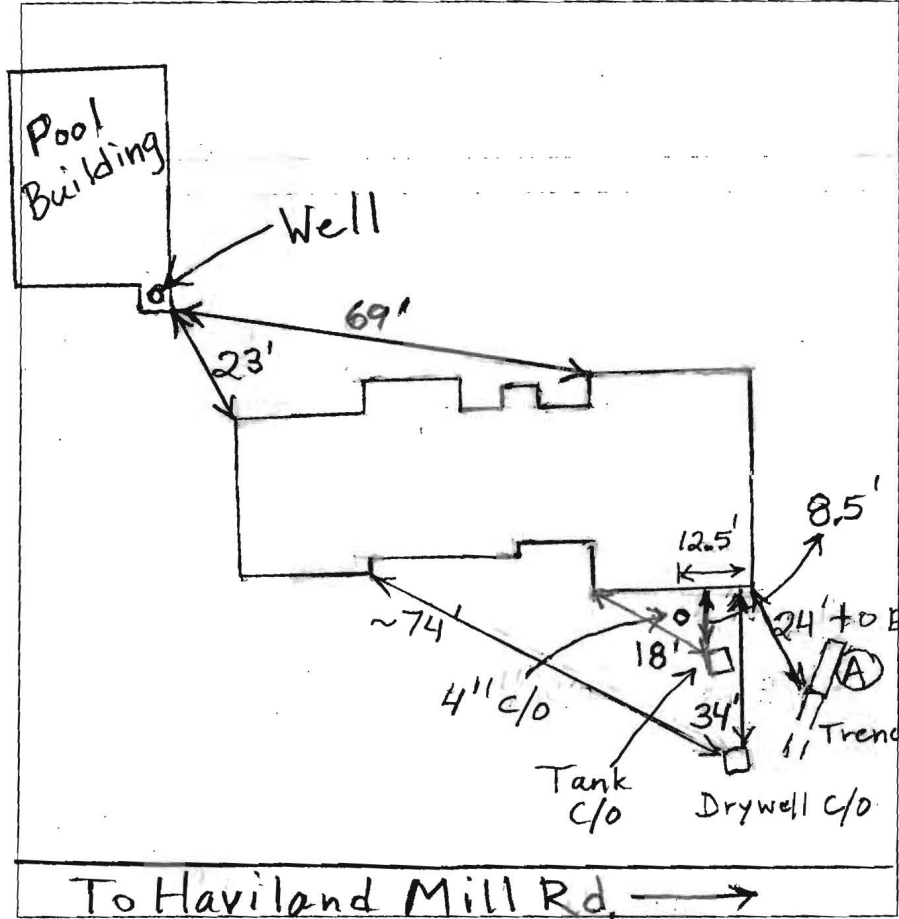 Pool
Building
Well
69'
23'
8.5'
12.5'
~74'
24' to
18'
A
4" c/o
34'
Tank
c/o
Drywell c/o
To Haviland Mill Rd.